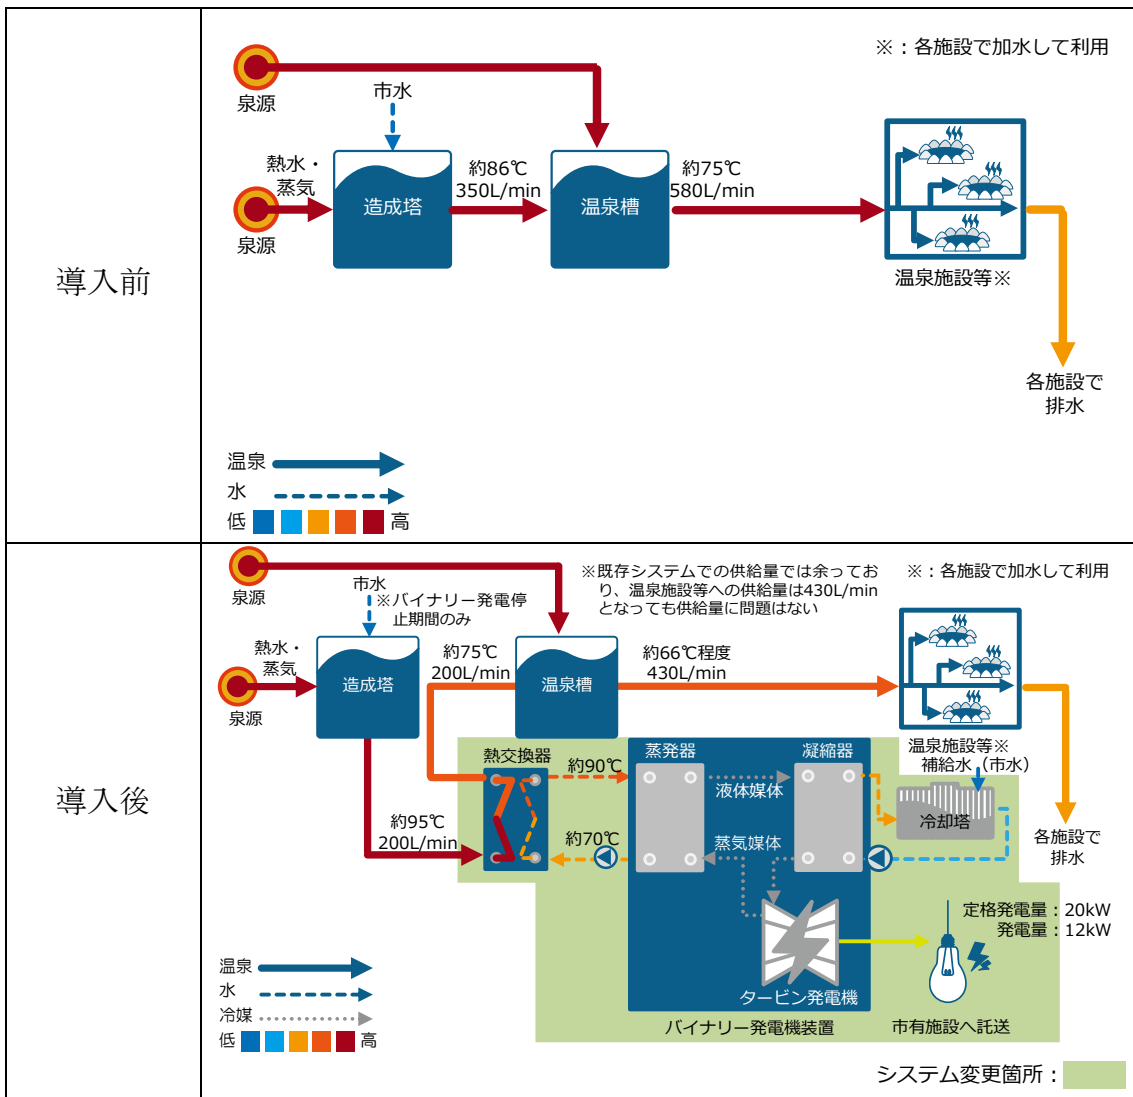 導入前
※：各施設で加水して利用
泉源
市水
熱水・
蒸気
泉源
造成塔
約86℃
350L/min
温泉槽
約75℃
580L/min
温泉施設等※
各施設で
排水
温泉
水
低
高
導入後
泉源
市水
※バイナリー発電停
止期間のみ
※既存システムでの供給量では余ってお
り、温泉施設等への供給量は430L/min
となっても供給量に問題はない
※：各施設で加水して利用
熱水・
蒸気
泉源
造成塔
約75℃
200L/min
温泉槽
約66℃程度
430L/min
温泉施設等※
補給水（市水）
熱交換器
約90℃
蒸発器
液体媒体
凝縮器
冷却塔
約95℃
200L/min
約70℃
蒸気媒体
各施設で
排水
定格発電量：20kW
発電量：12kW
タービン発電機
バイナリー発電機装置
市有施設へ託送
温泉
水
冷媒
低
高
システム変更箇所：